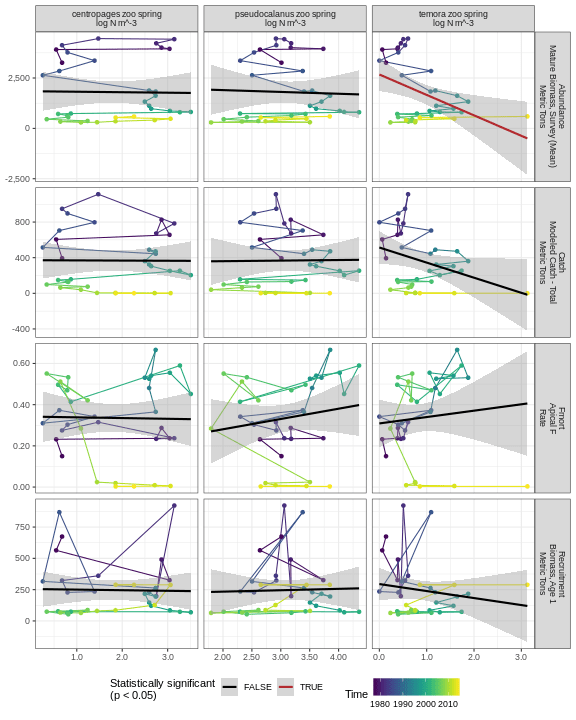 centropages zoo spring
log N m^-3
pseudocalanus zoo spring
log N m^-3
temora zoo spring
log N m^-3
2,500
0
-2,500
Abundance
Mature Biomass, Survey (Mean)
Metric Tons
800
400
0
-400
Catch
Modeled Catch - Total
Metric Tons
0.60
0.40
0.20
0.00
Fmort
Apical F
Rate
750
500
250
0
Recruitment
Biomass, Age 1
Metric Tons
1.0 2.0 3.0
2.00 2.50 3.00 3.50 4.00
0.0 1.0 2.0 3.0
Statistically significant
(p < 0.05)
FALSE
TRUE
Time
1980 1990 2000 2010